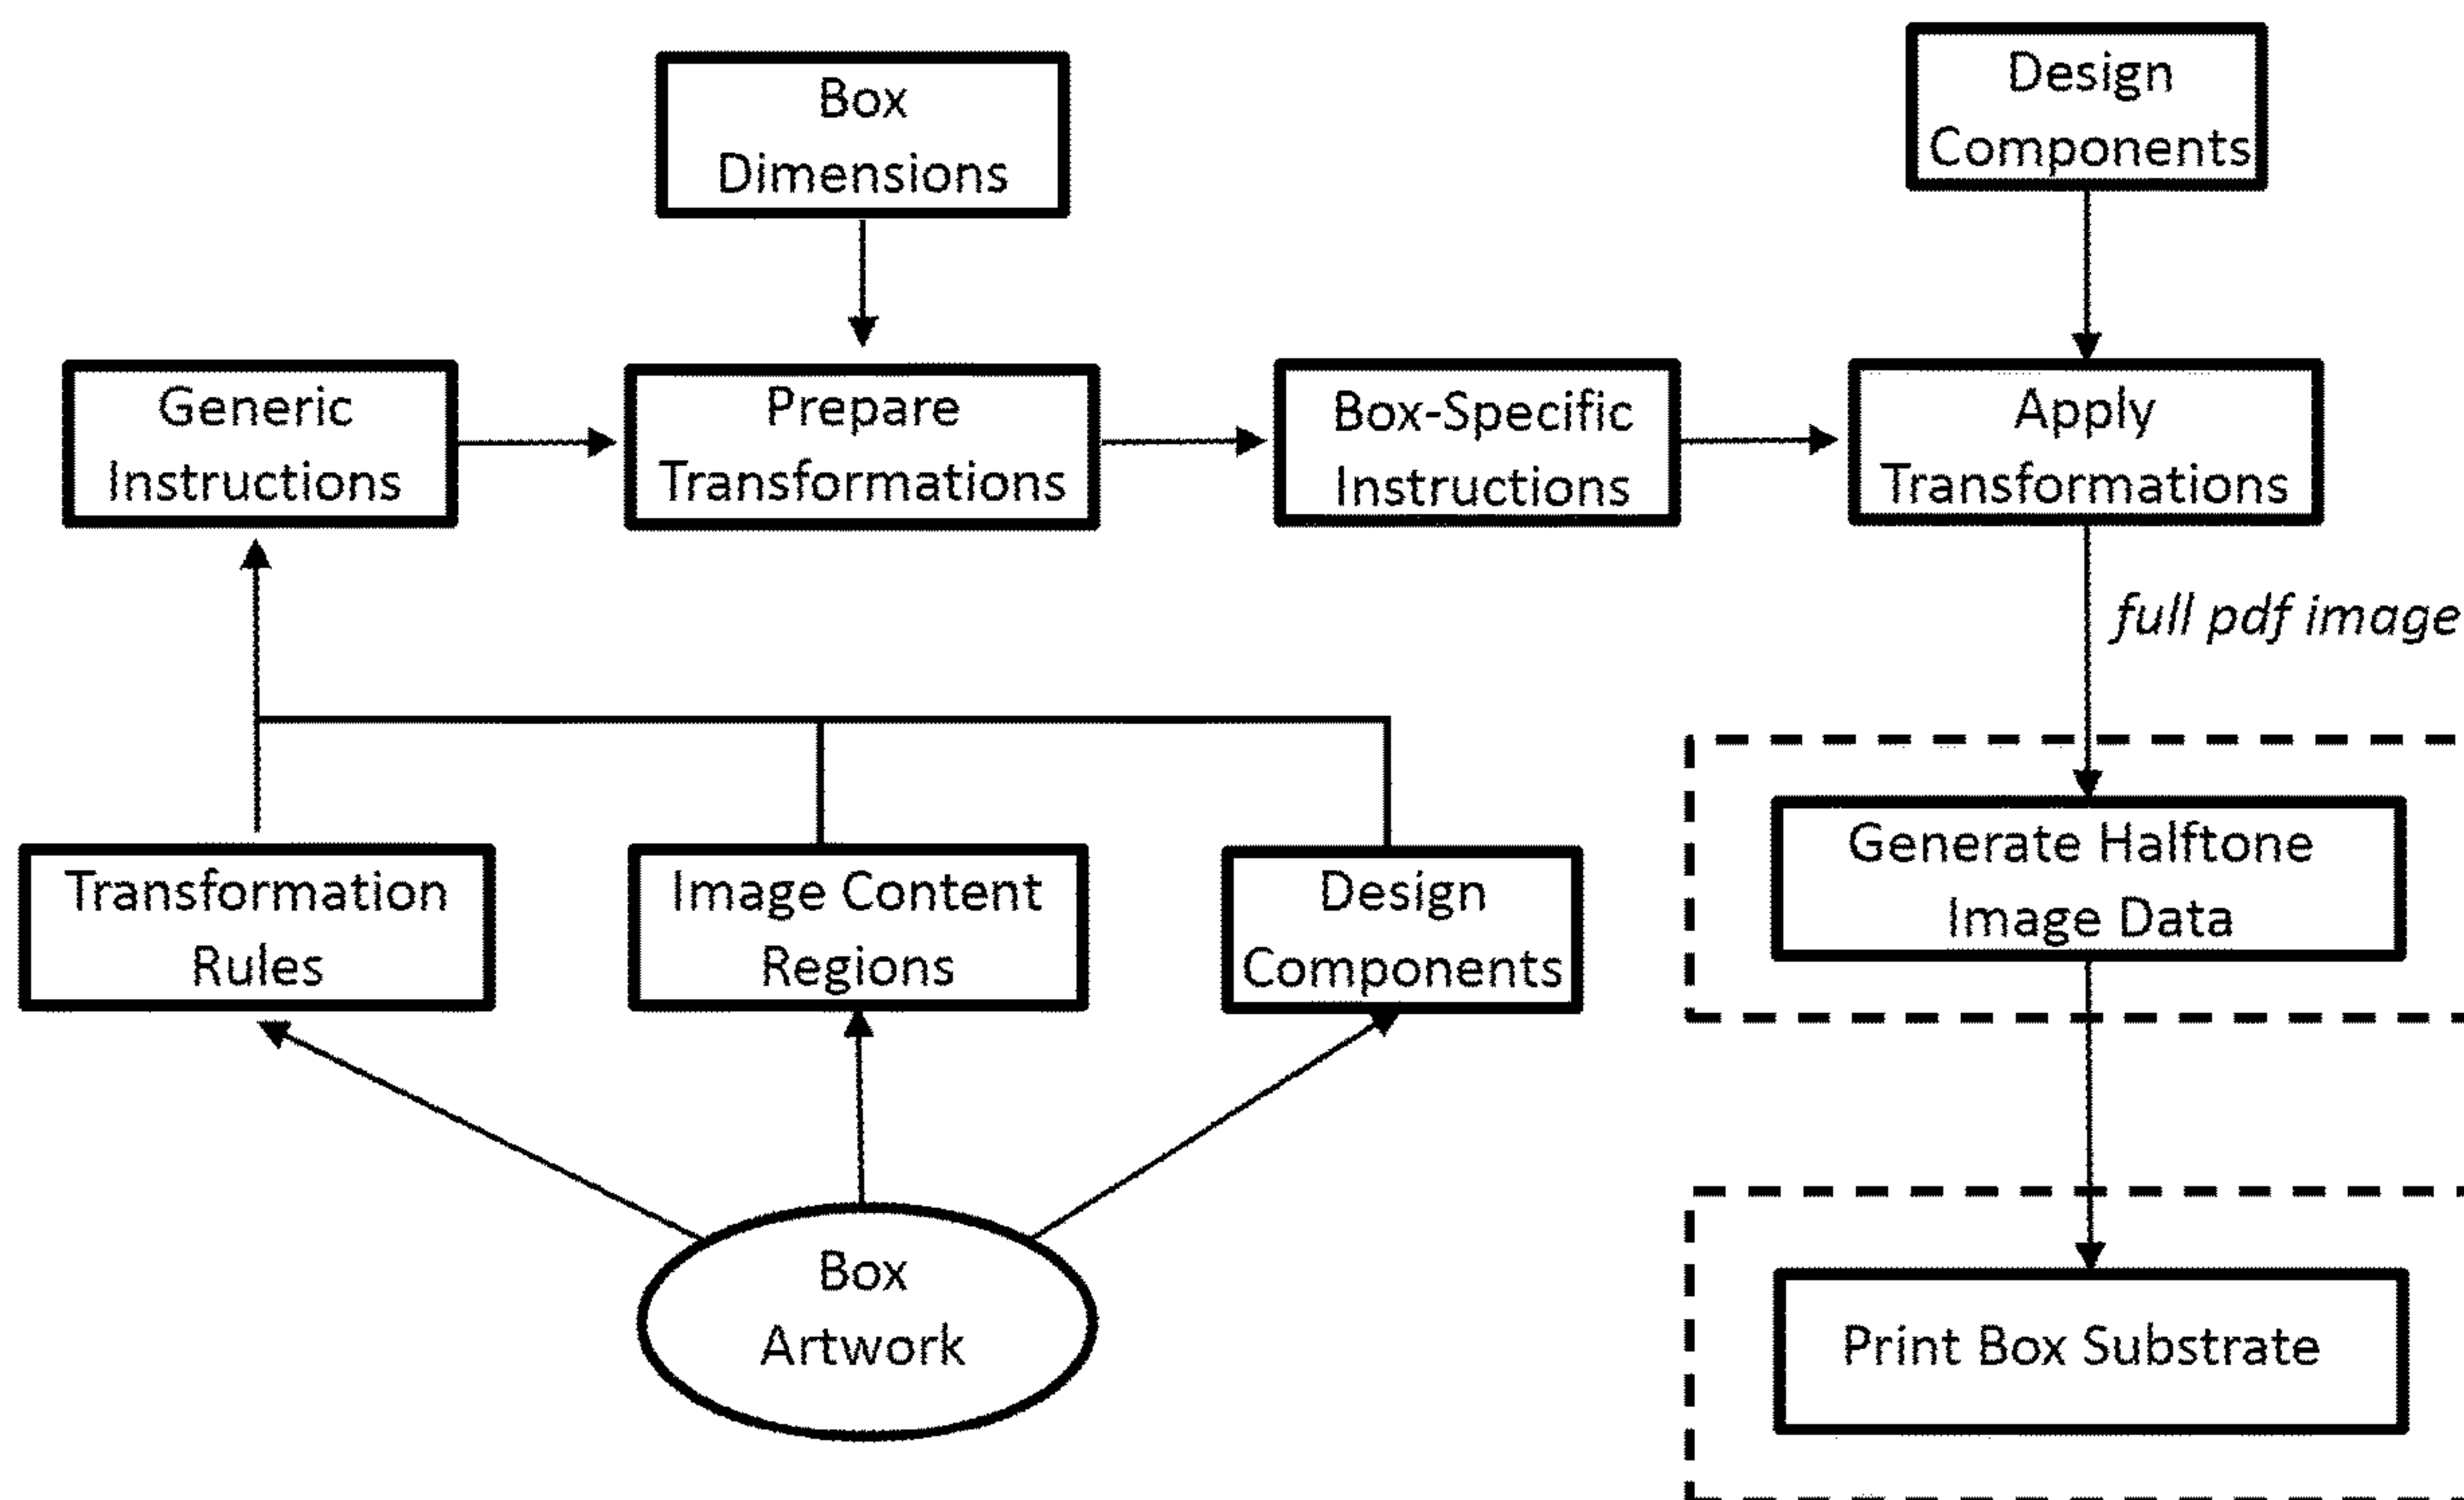 Box
Dimensions
Design
Components
Generic
Instructions
Prepare
Transformations
Box-Specific
Instructions
Apply
Transformations
full pdf image
Transformation
Rules
Image Content
Regions
Design
Components
Generate Halftone
Image Data
Box
Artwork
Print Box Substrate